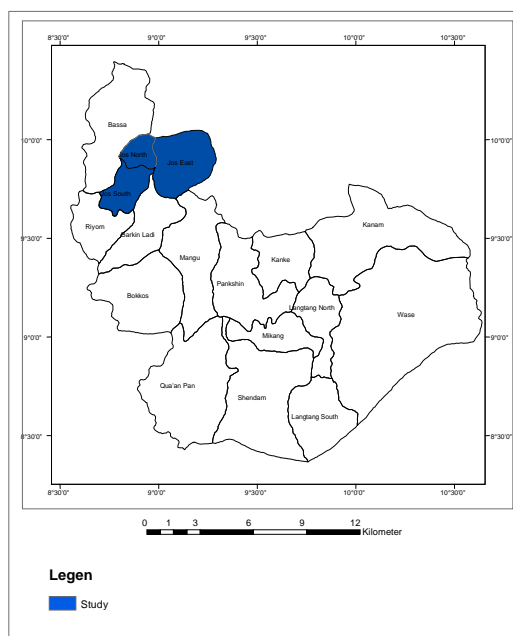 8°30'0" 9°0'0" 9°30'0" 10°0'0" 10°30'0"
Bassa
10°0'0" 10°0'0"
Jos North
Jos East
Jos South
Riyom
Barkin Ladi
Kanam
9°30'0" 9°30'0"
Mangu
Kanke
Pankshin
Bokkos
Langtang North
Wase
9°0'0" 9°0'0"
Mikang
Qua'an Pan
Shendam
Langtang South
8°30'0" 8°30'0"
8°30'0" 9°0'0" 9°30'0" 10°0'0" 10°30'0"
0 1 3 6 9 12
Kilometer
Legen
Study